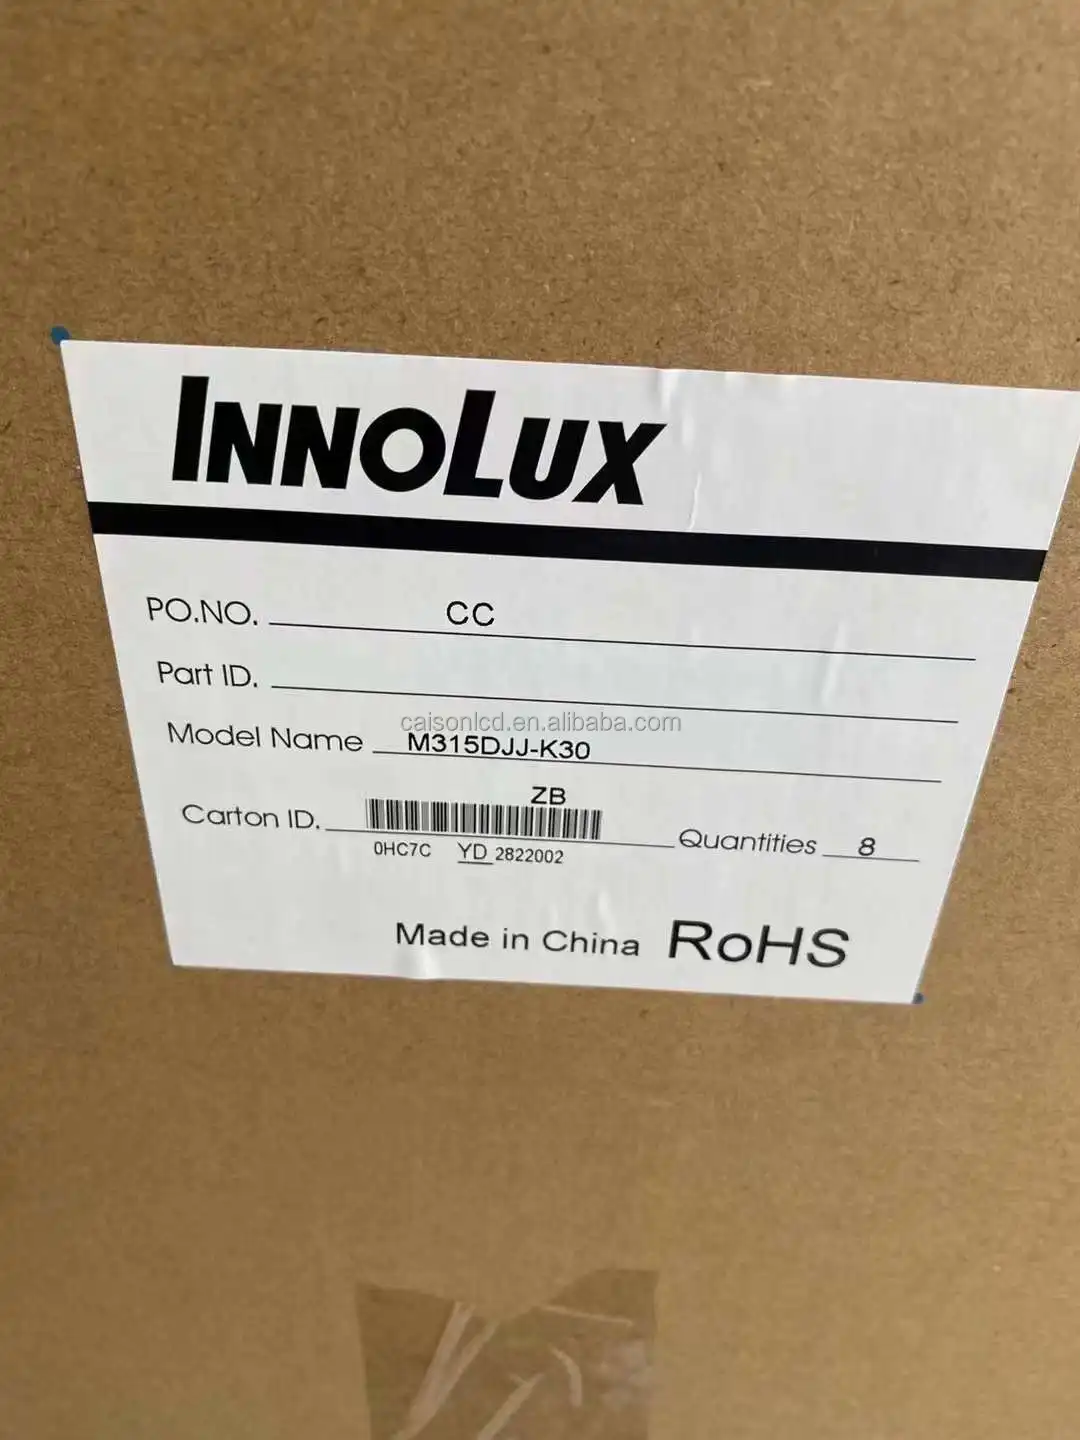 INNOLUX
PO.NO. CC
Part ID.
caisonlcd.en.alibaba.com
Model Name M315DJJ-K30
ZB
Carton ID. Quantities 8
0HC7C YD 2822002
Made in China RoHS